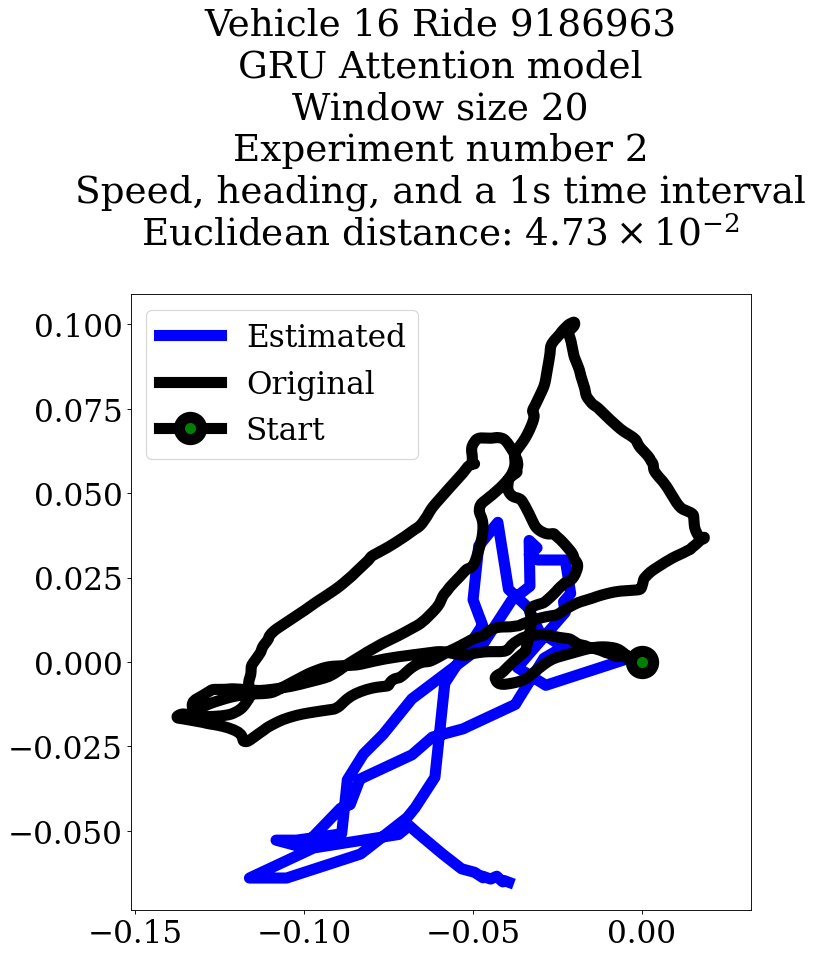 Vehicle 16 Ride 9186963
GRU Attention model
Window size 20
Experiment number 2
Speed, heading, and a 1s time interval
Euclidean distance: 4.73 × 10⁻²
Estimated
Original
Start
0.100
0.075
0.050
0.025
0.000
−0.025
−0.050
−0.15 −0.10 −0.05 0.00